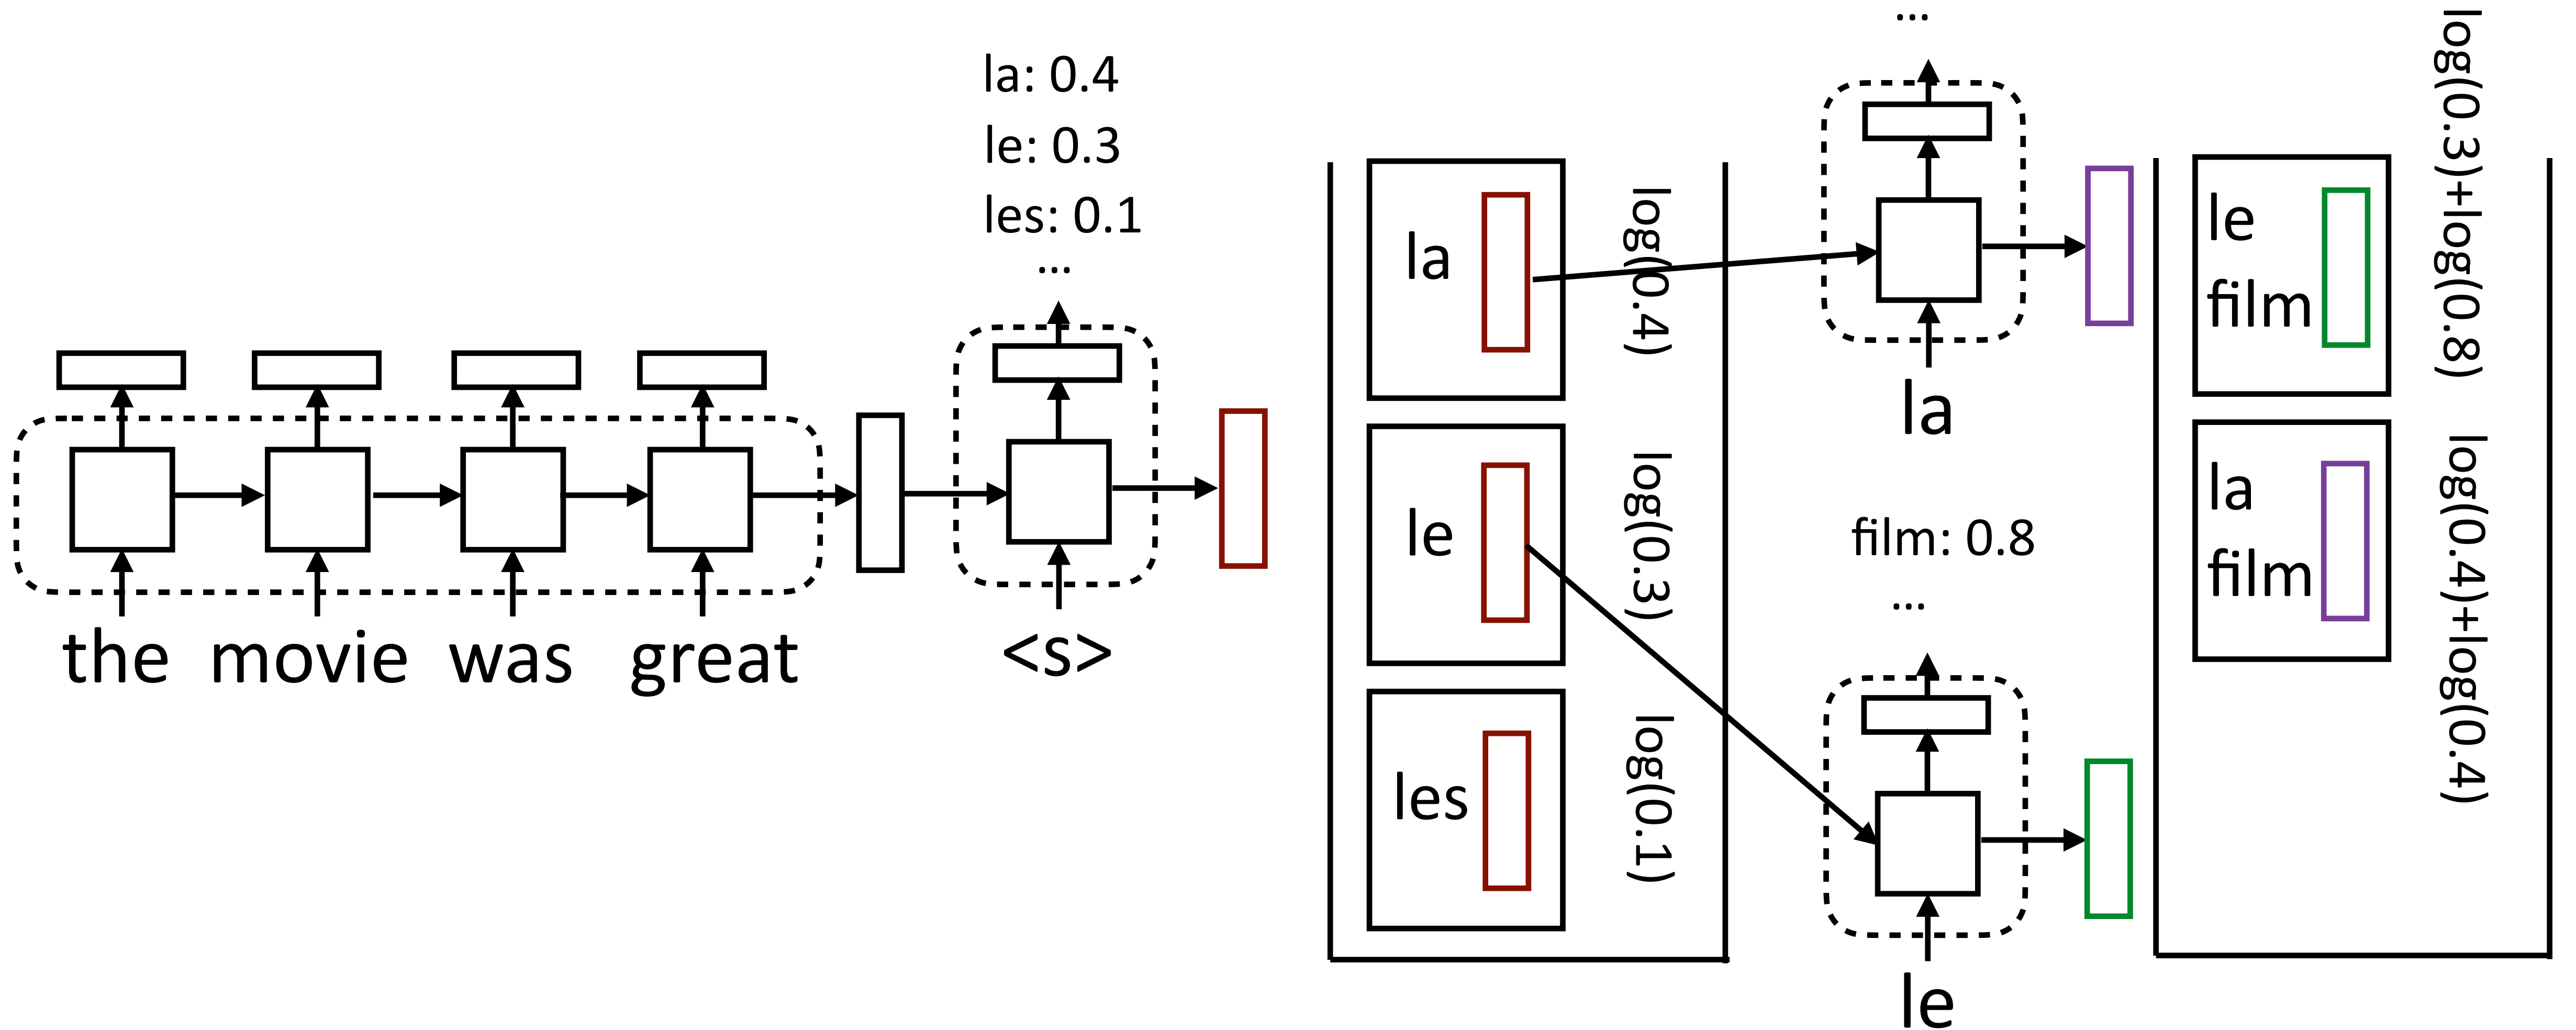 the movie was great
la: 0.4
le: 0.3
les: 0.1
...
<s>
la
log(0.4)
le
log(0.3)
les
log(0.1)
...
la
film: 0.8
...
le
le
film
log(0.3)+log(0.8)
la
film
log(0.4)+log(0.4)